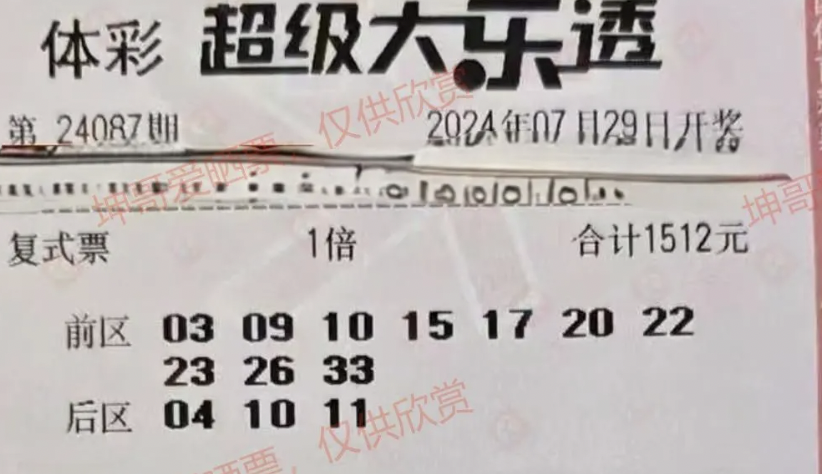 体彩 超级大乐透
第 24087期 2024年07月29日开奖
复式票 1倍 合计1512元
前区 03 09 10 15 17 20 22
23 26 33
后区 04 10 11
坤哥爱晒票，仅供欣赏
坤哥
晒票，仅供欣赏